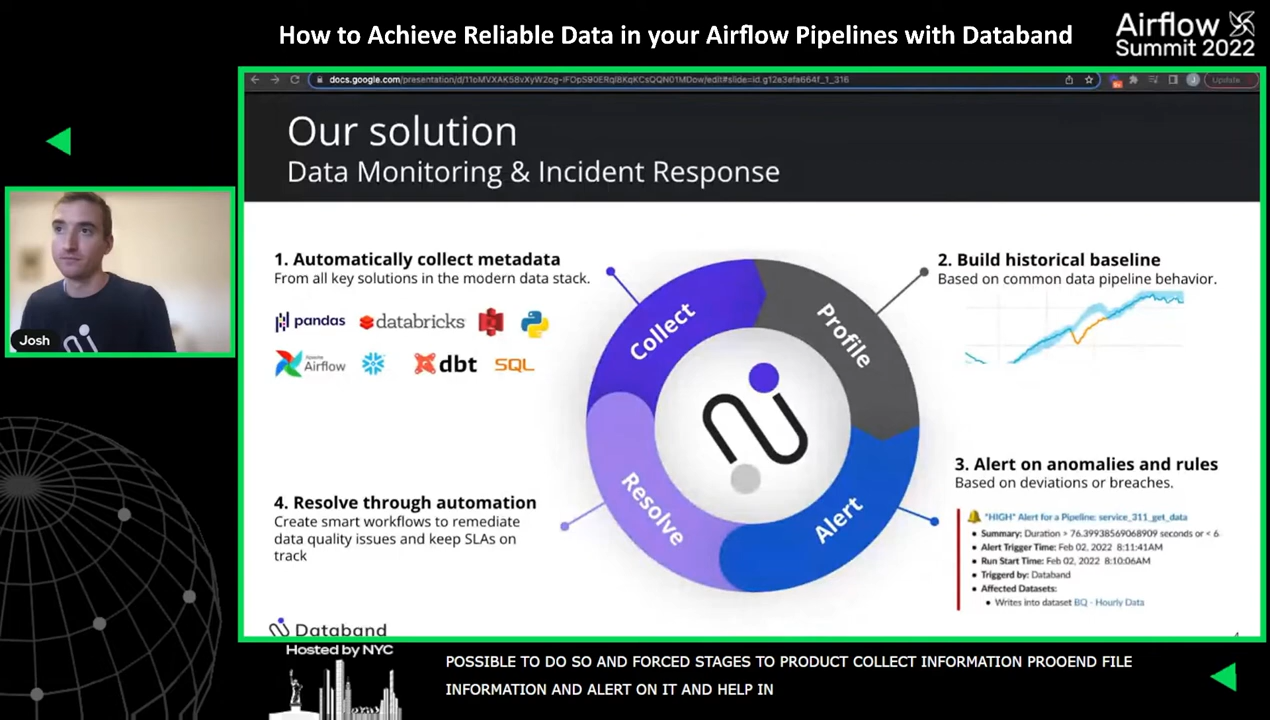 How to Achieve Reliable Data in your Airflow Pipelines with Databand
Airflow
Summit 2022
Update
Our solution
Data Monitoring & Incident Response
1. Automatically collect metadata
From all key solutions in the modern data stack.
pandas
databricks
Airflow
dbt
SQL
Collect
Profile
Alert
Resolve
2. Build historical baseline
Based on common data pipeline behavior.
3. Alert on anomalies and rules
Based on deviations or breaches.
*HIGH* Alert for a Pipeline: service_311_get_data
Summary: Duration > 76.39938569068909 seconds or < 6
Alert Trigger Time: Feb 02, 2022 8:11:41AM
Run Start Time: Feb 02, 2022 8:10:06AM
Triggerd by: Databand
Affected Datasets:
Writes into dataset BQ - Hourly Data
4. Resolve through automation
Create smart workflows to remediate
data quality issues and keep SLAs on
track
Databand
Josh
Hosted by NYC
POSSIBLE TO DO SO AND FORCED STAGES TO PRODUCT COLLECT INFORMATION PROOEND FILE
INFORMATION AND ALERT ON IT AND HELP IN